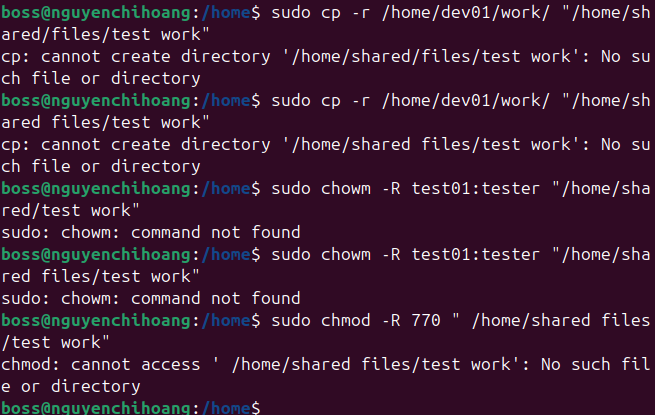 boss@nguyenchihoang:/home$ sudo cp -r /home/dev01/work/ "/home/sh
ared/files/test work"
cp: cannot create directory '/home/shared/files/test work': No su
ch file or directory
boss@nguyenchihoang:/home$ sudo cp -r /home/dev01/work/ "/home/sh
ared files/test work"
cp: cannot create directory '/home/shared files/test work': No su
ch file or directory
boss@nguyenchihoang:/home$ sudo chowm -R test01:tester "/home/sha
red/test work"
sudo: chowm: command not found
boss@nguyenchihoang:/home$ sudo chowm -R test01:tester "/home/sha
red files/test work"
sudo: chowm: command not found
boss@nguyenchihoang:/home$ sudo chmod -R 770 " /home/shared files
/test work"
chmod: cannot access ' /home/shared files/test work': No such fil
e or directory
boss@nguyenchihoang:/home$